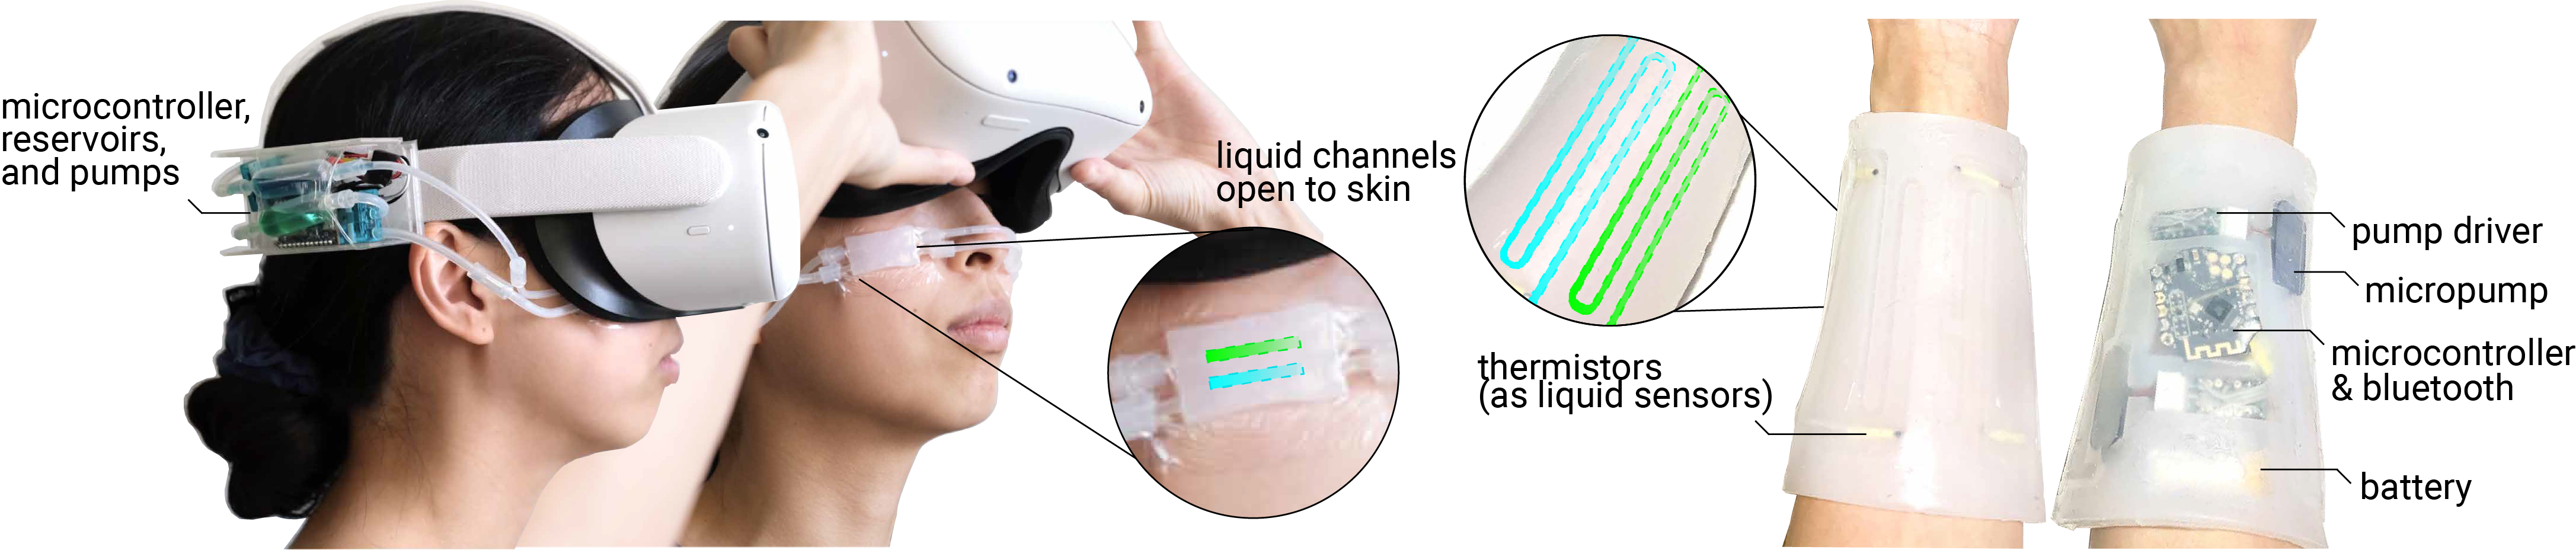 microcontroller,
reservoirs,
and pumps
liquid channels
open to skin
thermistors
(as liquid sensors)
pump driver
micropump
microcontroller
& bluetooth
battery